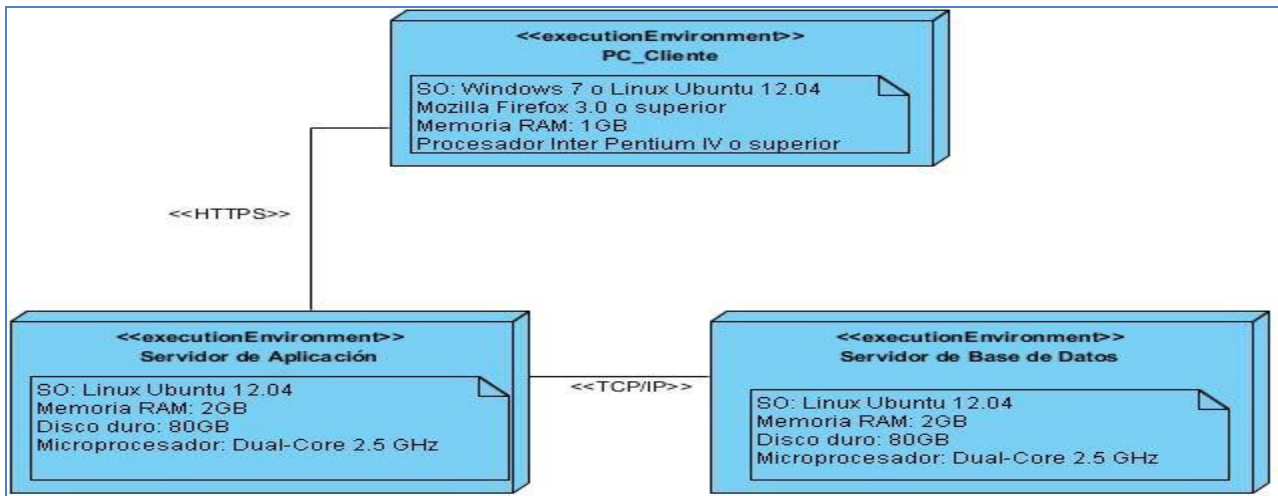 <<executionEnvironment>>
PC_Cliente
SO: Windows 7 o Linux Ubuntu 12.04
Mozilla Firefox 3.0 o superior
Memoria RAM: 1GB
Procesador Inter Pentium IV o superior
<<HTTPS>>
<<executionEnvironment>>
Servidor de Aplicación
SO: Linux Ubuntu 12.04
Memoria RAM: 2GB
Disco duro: 80GB
Microprocesador: Dual-Core 2.5 GHz
<<TCP/IP>>
<<executionEnvironment>>
Servidor de Base de Datos
SO: Linux Ubuntu 12.04
Memoria RAM: 2GB
Disco duro: 80GB
Microprocesador: Dual-Core 2.5 GHz